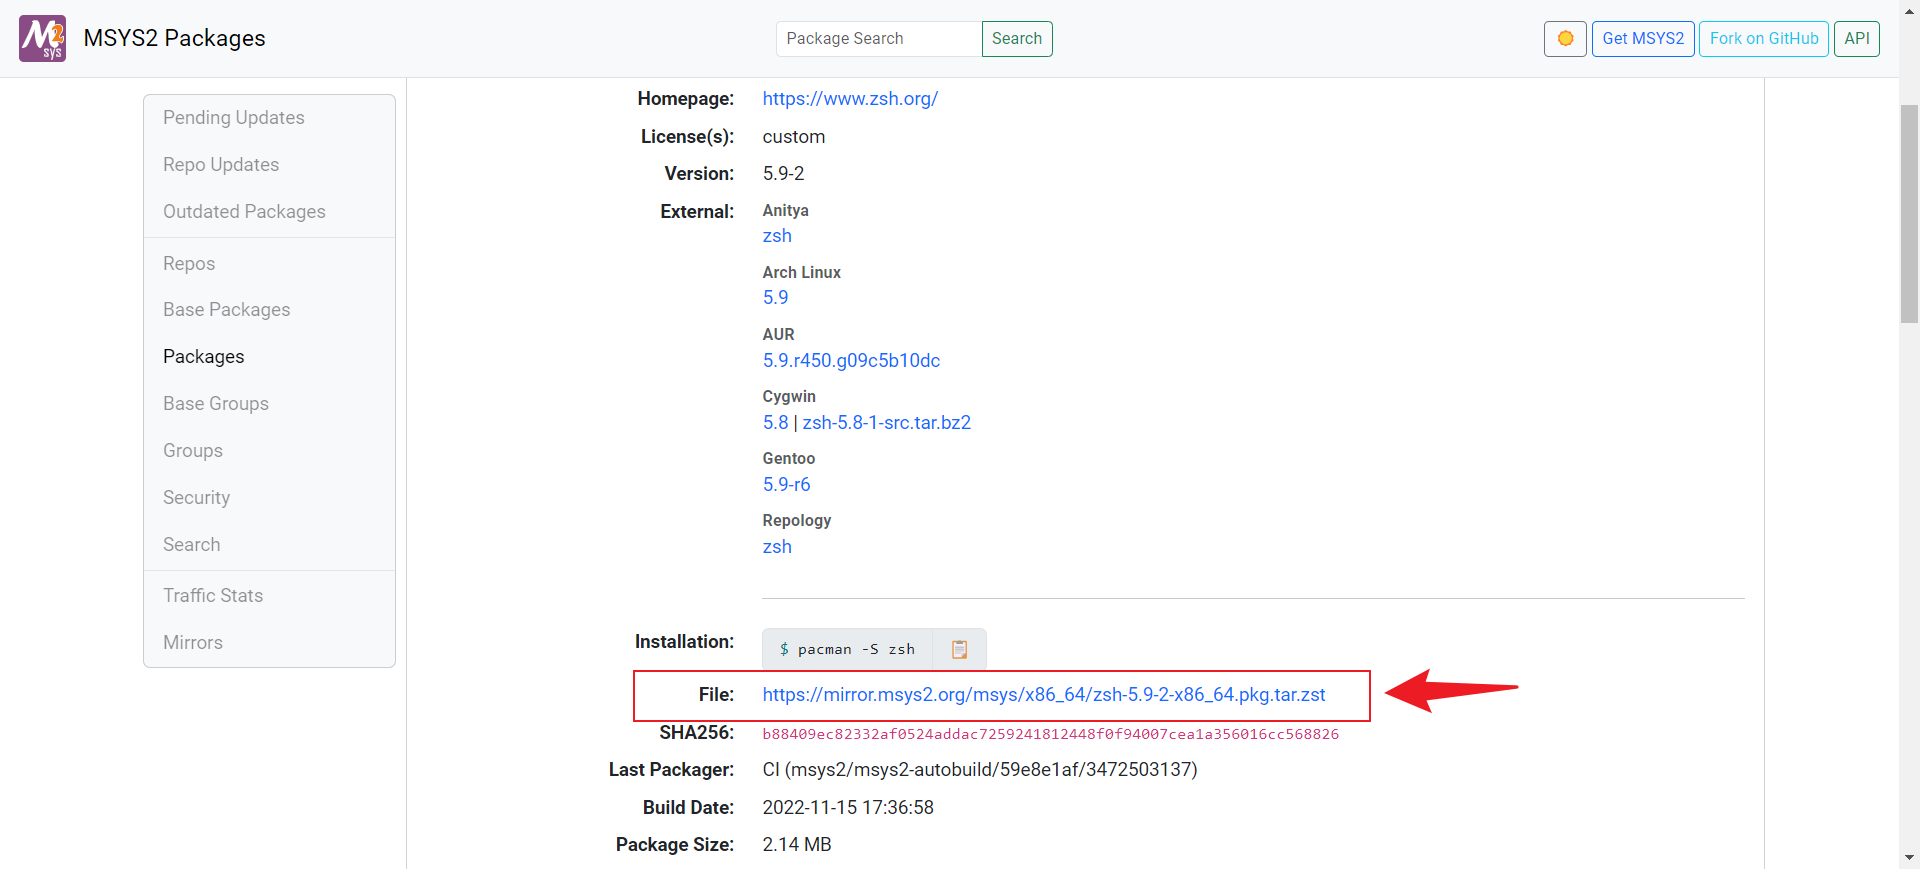 M2 sys
MSYS2 Packages
Package Search
Search
Get MSYS2
Fork on GitHub
API
Pending Updates
Repo Updates
Outdated Packages
Repos
Base Packages
Packages
Base Groups
Groups
Security
Search
Traffic Stats
Mirrors
Homepage: https://www.zsh.org/
License(s): custom
Version: 5.9-2
External: Anitya
zsh
Arch Linux
5.9
AUR
5.9.r450.g09c5b10dc
Cygwin
5.8 | zsh-5.8-1-src.tar.bz2
Gentoo
5.9-r6
Repology
zsh
Installation: $ pacman -S zsh
File: https://mirror.msys2.org/msys/x86_64/zsh-5.9-2-x86_64.pkg.tar.zst
SHA256: b88409ec82332af0524addac7259241812448f0f94007cea1a356016cc568826
Last Packager: CI (msys2/msys2-autobuild/59e8e1af/3472503137)
Build Date: 2022-11-15 17:36:58
Package Size: 2.14 MB